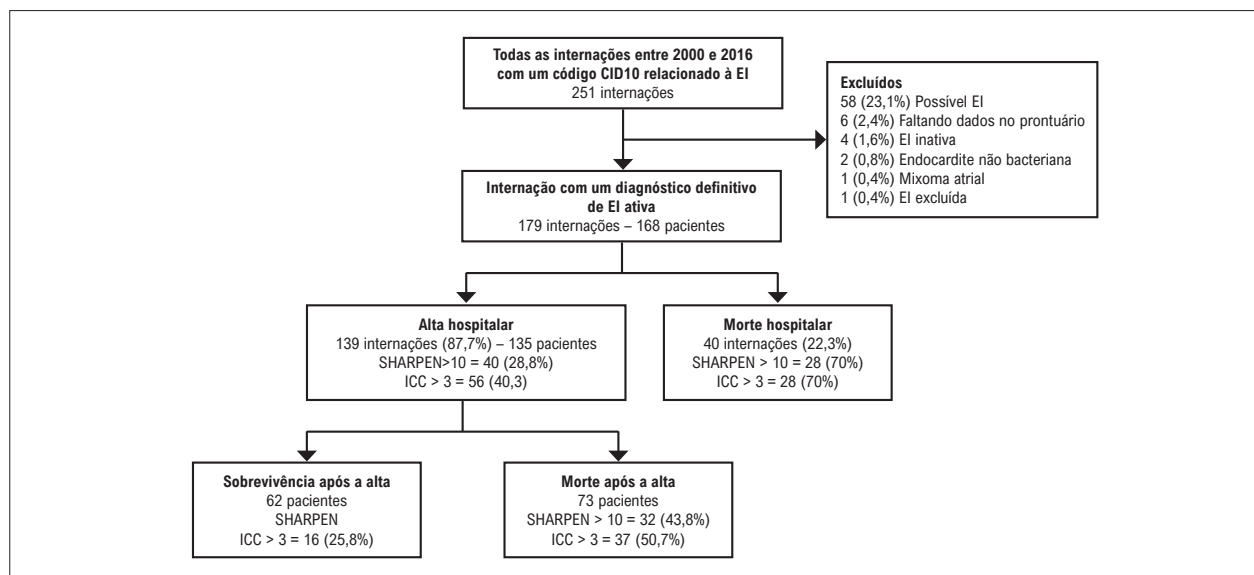 Todas as internações entre 2000 e 2016
com um código CID10 relacionado à EI
251 internações
Excluídos
58 (23,1%) Possível EI
6 (2,4%) Faltando dados no prontuário
4 (1,6%) EI inativa
2 (0,8%) Endocardite não bacteriana
1 (0,4%) Mixoma atrial
1 (0,4%) EI excluída
Internação com um diagnóstico definitivo
de EI ativa
179 internações – 168 pacientes
Alta hospitalar
139 internações (87,7%) – 135 pacientes
SHARPEN>10 = 40 (28,8%)
ICC > 3 = 56 (40,3)
Morte hospitalar
40 internações (22,3%)
SHARPEN > 10 = 28 (70%)
ICC > 3 = 28 (70%)
Sobrevivência após a alta
62 pacientes
SHARPEN
ICC > 3 = 16 (25,8%)
Morte após a alta
73 pacientes
SHARPEN > 10 = 32 (43,8%)
ICC > 3 = 37 (50,7%)